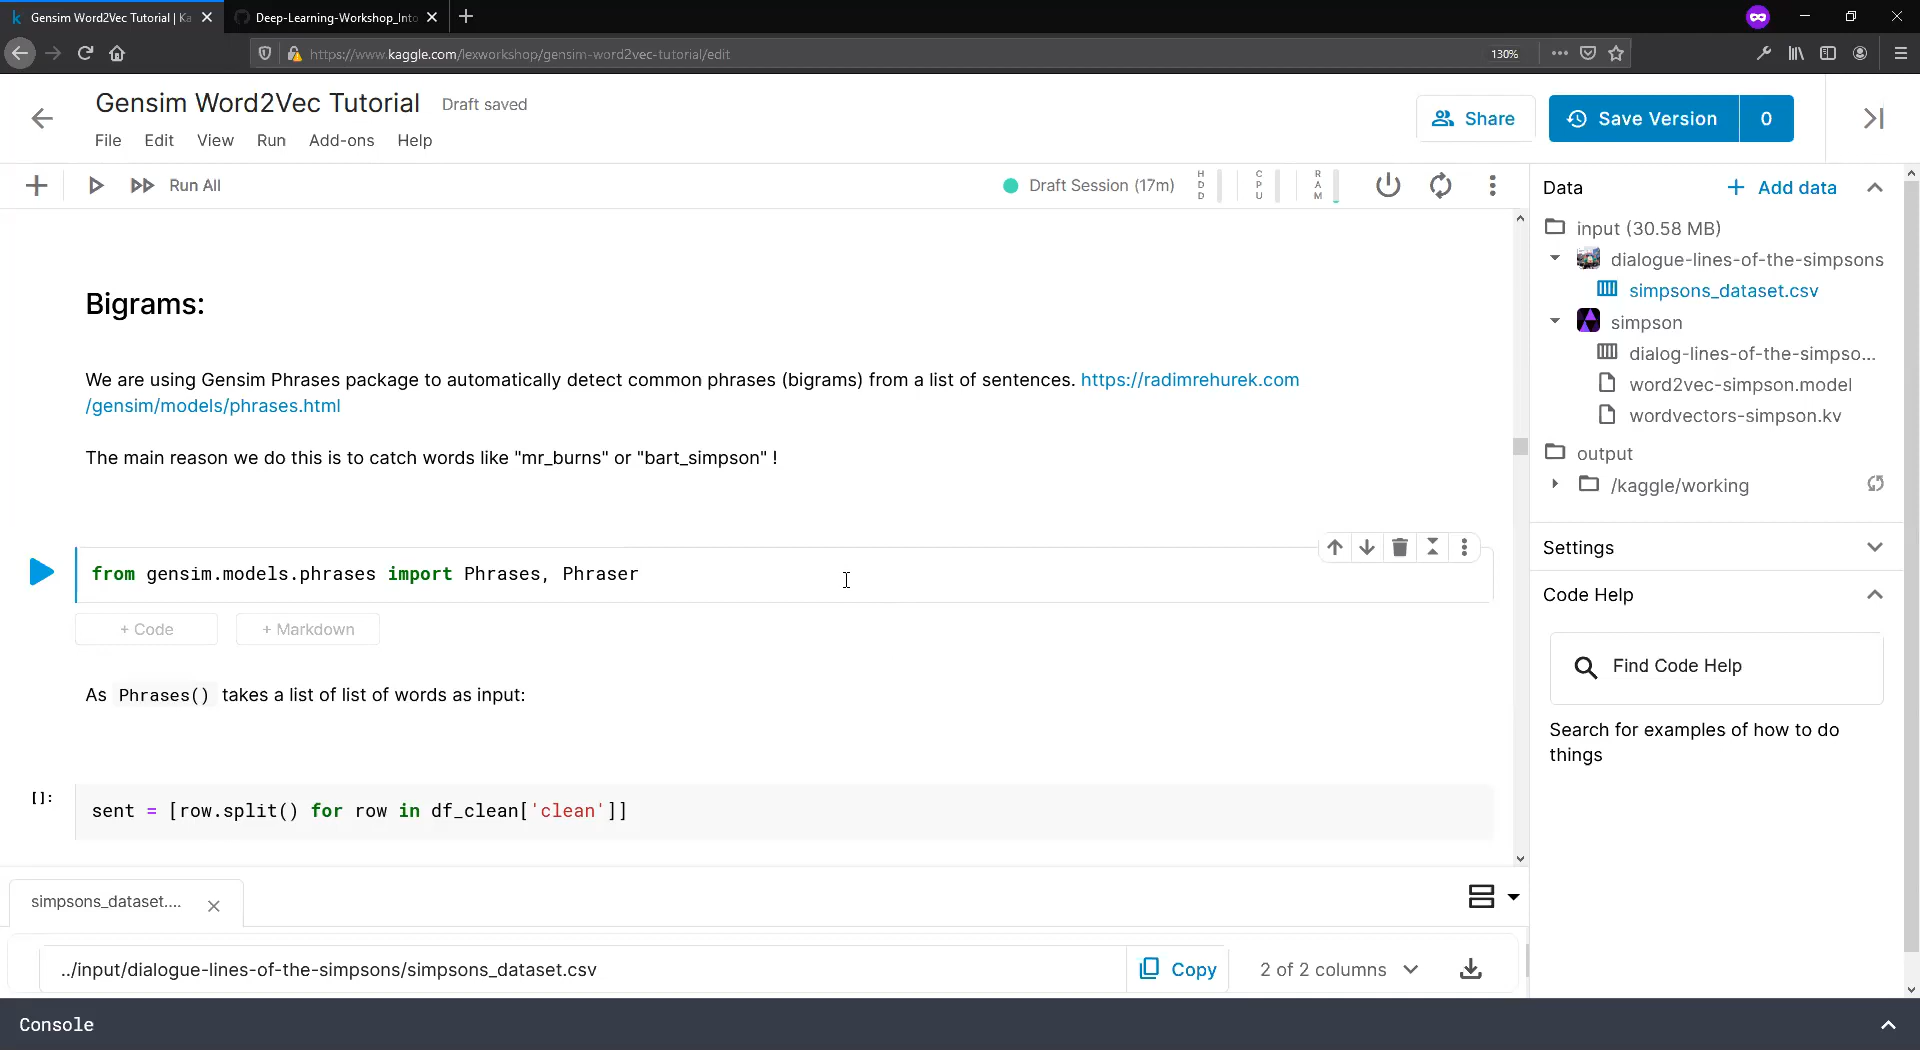 Gensim Word2Vec Tutorial | Ka
Deep-Learning-Workshop_Into
https://www.kaggle.com/lexworkshop/gensim-word2vec-tutorial/edit
130%
Gensim Word2Vec Tutorial
Draft saved
File
Edit
View
Run
Add-ons
Help
Share
Save Version
0
Run All
Draft Session (17m)
HDD
CPU
RAM
Bigrams:
We are using Gensim Phrases package to automatically detect common phrases (bigrams) from a list of sentences. https://radimrehurek.com
/gensim/models/phrases.html
The main reason we do this is to catch words like "mr_burns" or "bart_simpson" !
from gensim.models.phrases import Phrases, Phraser
+ Code
+ Markdown
As Phrases() takes a list of list of words as input:
[]:
sent = [row.split() for row in df_clean['clean']]
Data
Add data
input (30.58 MB)
dialogue-lines-of-the-simpsons
simpsons_dataset.csv
simpson
dialog-lines-of-the-simpso...
word2vec-simpson.model
wordvectors-simpson.kv
output
/kaggle/working
Settings
Code Help
Find Code Help
Search for examples of how to do
things
simpsons_dataset....
../input/dialogue-lines-of-the-simpsons/simpsons_dataset.csv
Copy
2 of 2 columns
Console